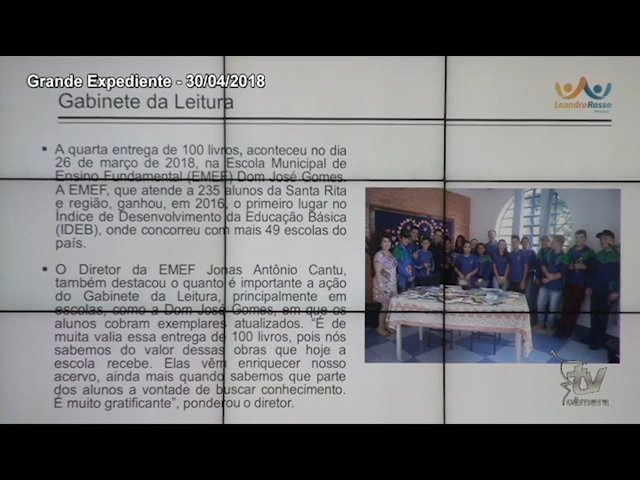 Grande Expediente - 30/04/2018
Gabinete da Leitura
LeandroRosso
▪ A quarta entrega de 100 livros, aconteceu no dia
26 de março de 2018, na Escola Municipal de
Ensino Fundamental (EMEF) Dom José Gomes.
A EMEF, que atende a 235 alunos da Santa Rita
e região, ganhou, em 2016, o primeiro lugar no
Índice de Desenvolvimento da Educação Básica
(IDEB), onde concorreu com mais 49 escolas do
país.
▪ O Diretor da EMEF Jonas Antônio Cantu,
também destacou o quanto é importante a ação
do Gabinete da Leitura, principalmente em
escolas, como a Dom José Gomes, em que os
alunos cobram exemplares atualizados. “É de
muita valia essa entrega de 100 livros, pois nós
sabemos do valor dessas obras que hoje a
escola recebe. Elas vêm enriquecer nosso
acervo, ainda mais quando sabemos que parte
dos alunos a vontade de buscar conhecimento.
É muito gratificante”, ponderou o diretor.
tv
câmara